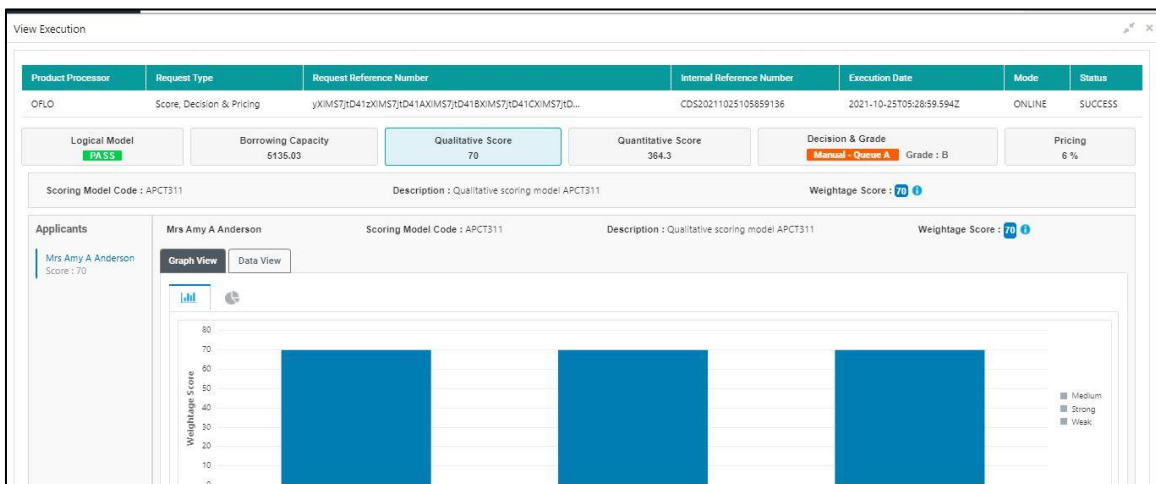 View Execution
Product Processor Request Type Request Reference Number Internal Reference Number Execution Date Mode Status
OFLO Score, Decision & Pricing yXIMS7jtD41zXIMS7jtD41AXIMS7jtD41BXIMS7jtD41CXIMS7jtD... CDS20211025105859136 2021-10-25T05:28:59.594Z ONLINE SUCCESS
Logical Model Borrowing Capacity Qualitative Score Quantitative Score Decision & Grade Pricing
PASS 5135.03 70 364.3 Manual - Queue A Grade : B 6 %
Scoring Model Code : APCT311 Description : Qualitative scoring model APCT311 Weightage Score : 70
Applicants Mrs Amy A Anderson Scoring Model Code : APCT311 Description : Qualitative scoring model APCT311 Weightage Score : 70
Mrs Amy A Anderson
Score : 70
Graph View Data View
80
70
60
50
40
30
20
10
0
Weightage Score
Medium
Strong
Weak